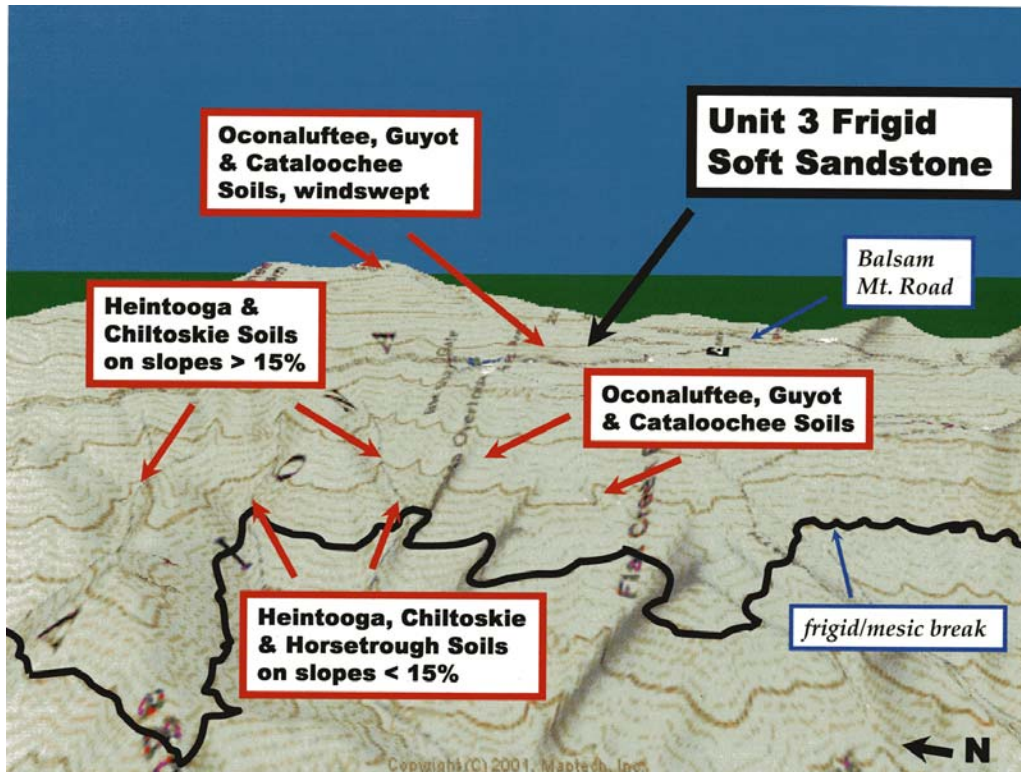 Oconaluftee, Guyot
& Cataloochee
Soils, windswept
Unit 3 Frigid
Soft Sandstone
Balsam
Mt. Road
Heintooga &
Chiltoskie Soils
on slopes > 15%
Oconaluftee, Guyot
& Cataloochee Soils
Heintooga, Chiltoskie
& Horsetrough Soils
on slopes < 15%
frigid/mesic break
N
Copyright (C) 2001, Maptech, Inc.